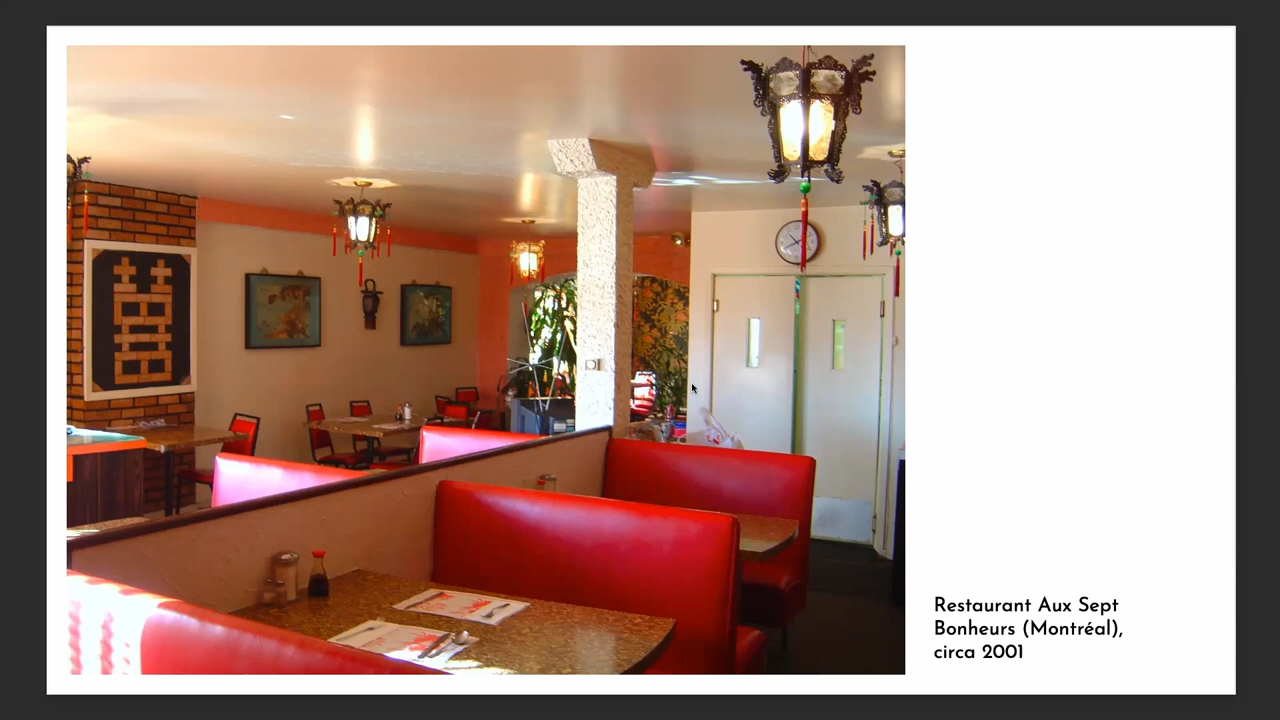 囍
Restaurant Aux Sept
Bonheurs (Montréal),
circa 2001